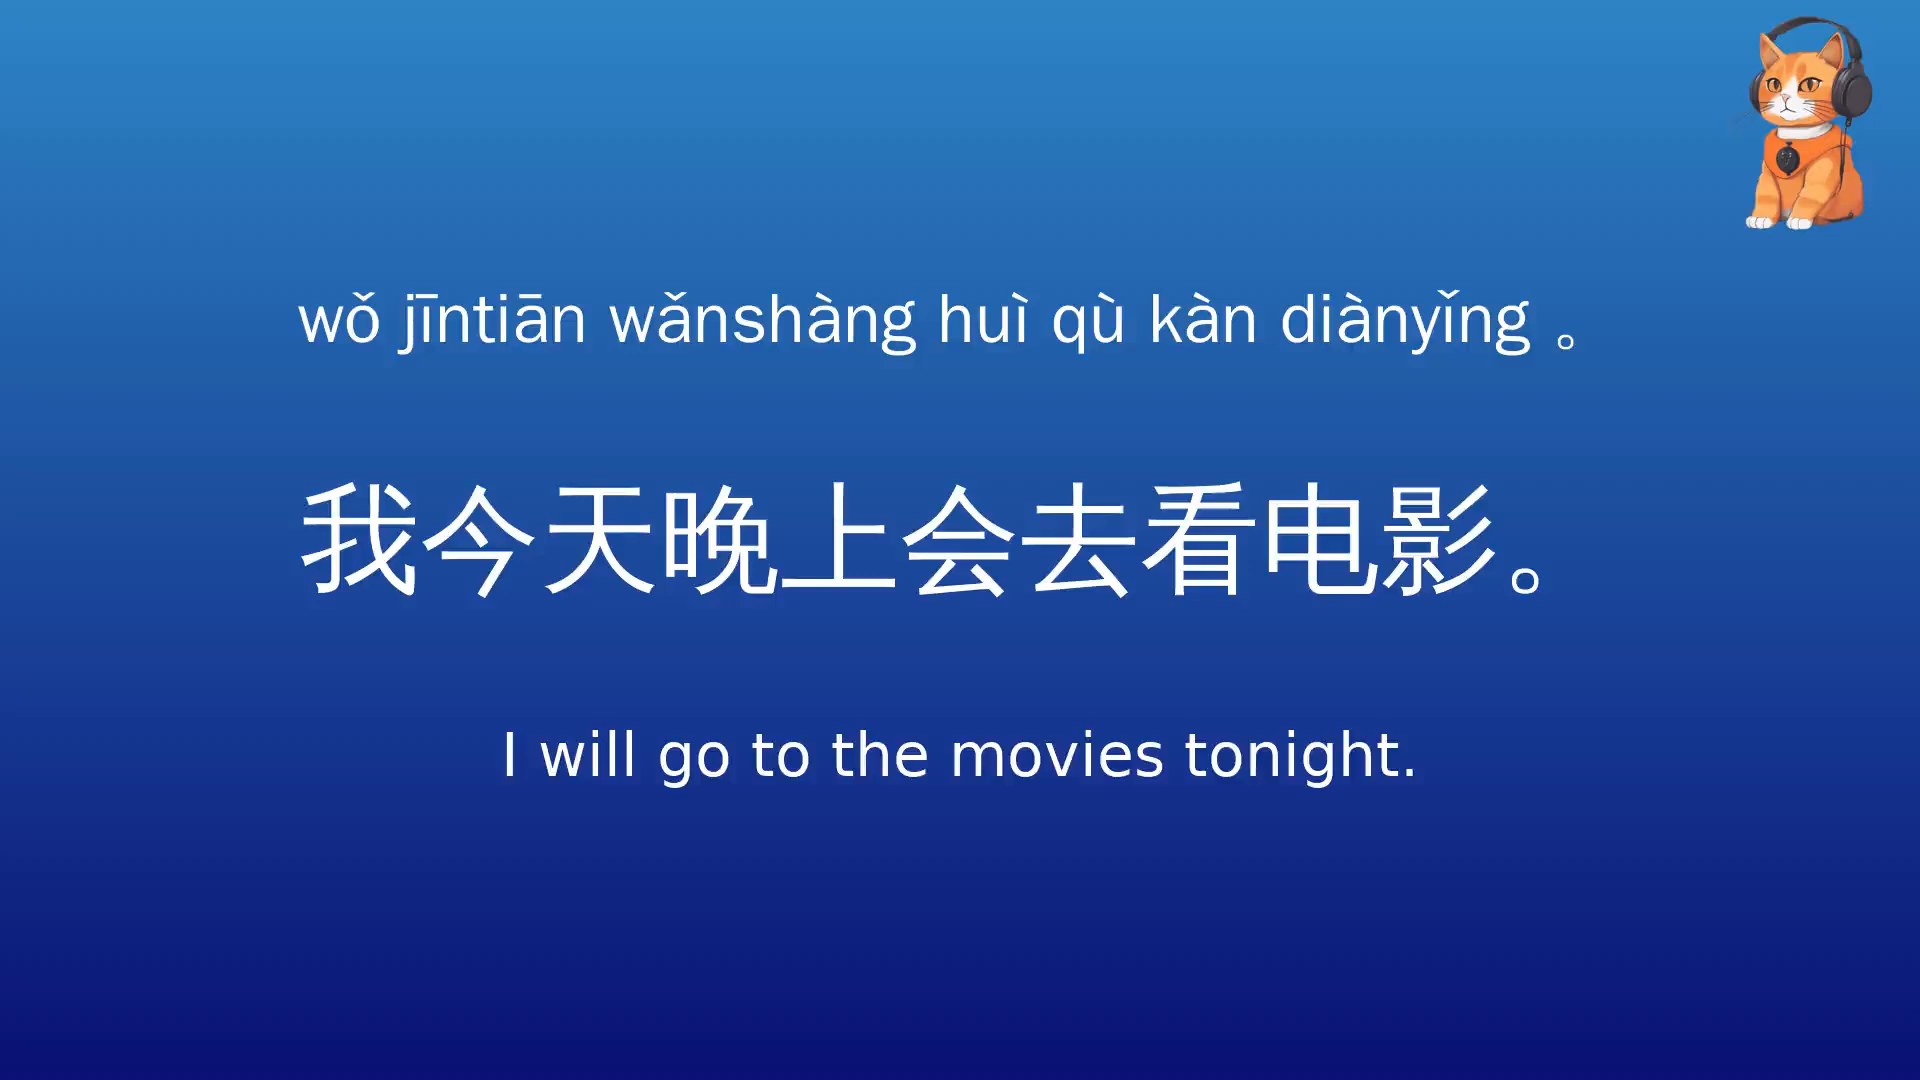 wǒ jīntiān wǎnshàng huì qù kàn diànyǐng 。
我今天晚上会去看电影。
I will go to the movies tonight.